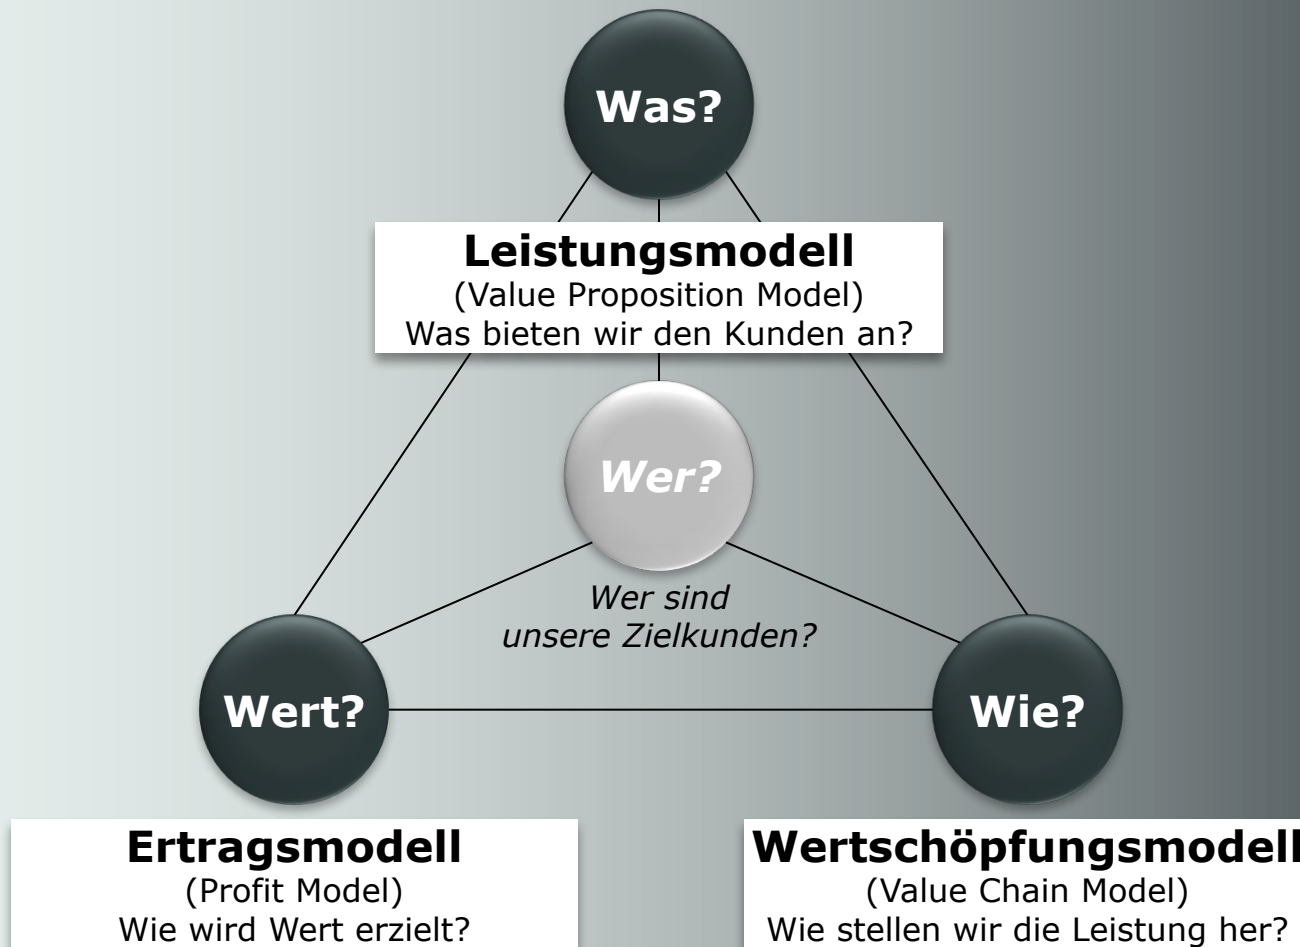 Was?
Leistungsmodell
(Value Proposition Model)
Was bieten wir den Kunden an?
Wer?
Wer sind
unsere Zielkunden?
Wert?
Wie?
Ertragsmodell
(Profit Model)
Wie wird Wert erzielt?
Wertschöpfungsmodell
(Value Chain Model)
Wie stellen wir die Leistung her?